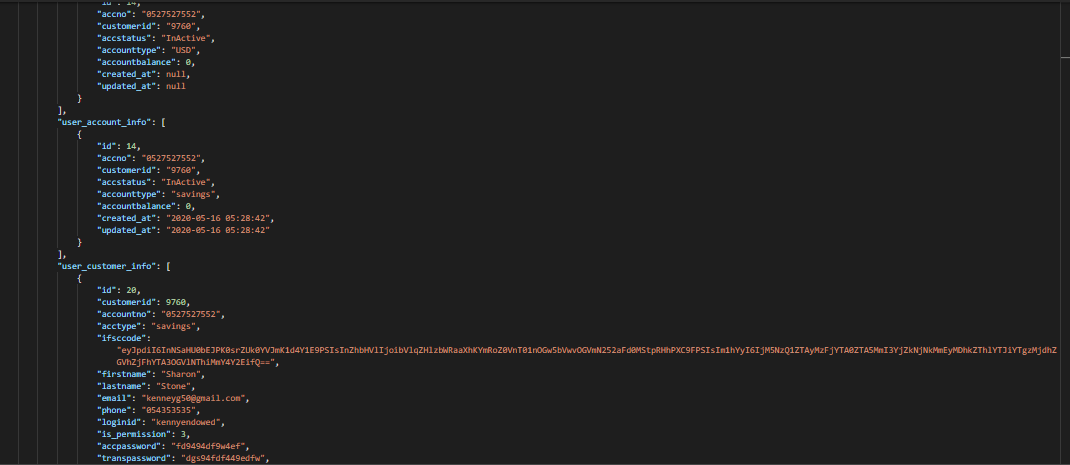 "id": 14,
"accno": "0527527552",
"customerid": "9760",
"accstatus": "InActive",
"accounttype": "USD",
"accountbalance": 0,
"created_at": null,
"updated_at": null
}
],
"user_account_info": [
{
"id": 14,
"accno": "0527527552",
"customerid": "9760",
"accstatus": "InActive",
"accounttype": "savings",
"accountbalance": 0,
"created_at": "2020-05-16 05:28:42",
"updated_at": "2020-05-16 05:28:42"
}
],
"user_customer_info": [
{
"id": 20,
"customerid": 9760,
"accountno": "0527527552",
"acctype": "savings",
"ifsccode":
"firstname": "Sharon",
"lastname": "Stone",
"email": "kenneyg50@gmail.com",
"phone": "054353535",
"loginid": "kennyendowed",
"is_permission": 3,
"accpassword": "fd9494df9w4ef",
"transpassword": "dgs94fdf449edfw",